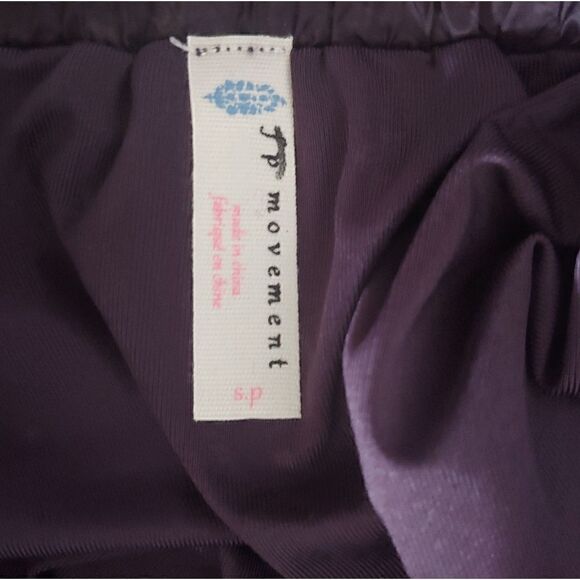 fp
movement
made in china
fabriqué en chine
d.s